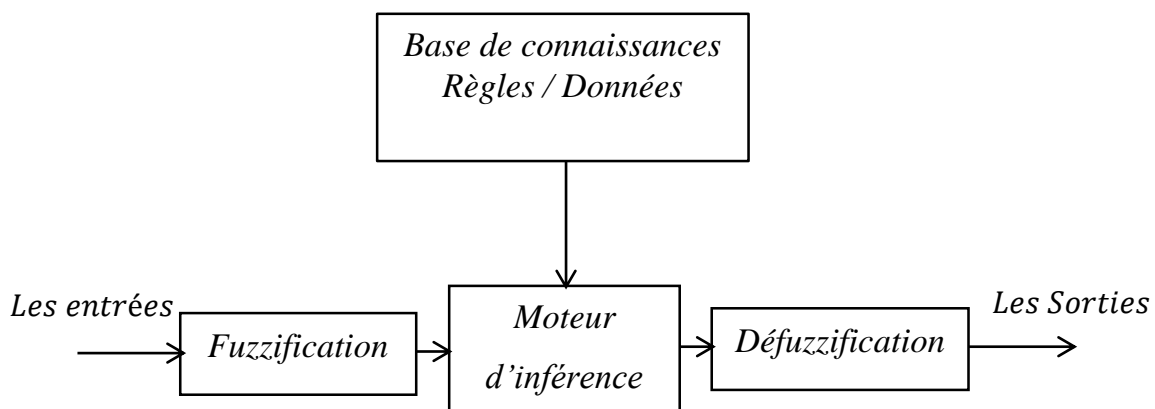 Base de connaissances
Règles / Données
Les entrées
Fuzzification
Moteur
d’inférence
Défuzzification
Les Sorties